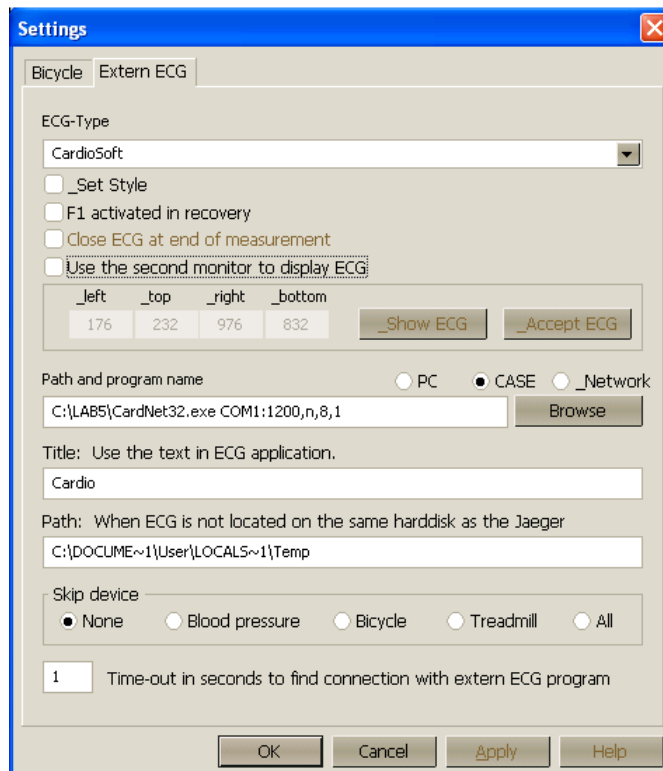 Settings
Bicycle Extern ECG
ECG-Type
CardioSoft
_Set Style
F1 activated in recovery
Close ECG at end of measurement
Use the second monitor to display ECG
_left _top _right _bottom
176 232 976 832 _Show ECG _Accept ECG
Path and program name PC CASE _Network
C:\LAB5\CardNet32.exe COM1:1200,n,8,1 Browse
Title: Use the text in ECG application.
Cardio
Path: When ECG is not located on the same harddisk as the Jaeger
C:\DOCUME~1\User\LOCALS~1\Temp
Skip device
None Blood pressure Bicycle Treadmill All
1 Time-out in seconds to find connection with extern ECG program
OK Cancel Apply Help